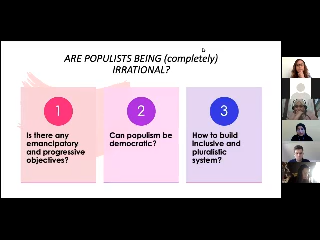 ARE POPULISTS BEING (completely)
IRRATIONAL?
1
Is there any
emancipatory
and progressive
objectives?
2
Can populism be
democratic?
3
How to build
inclusive and
pluralistic
system?